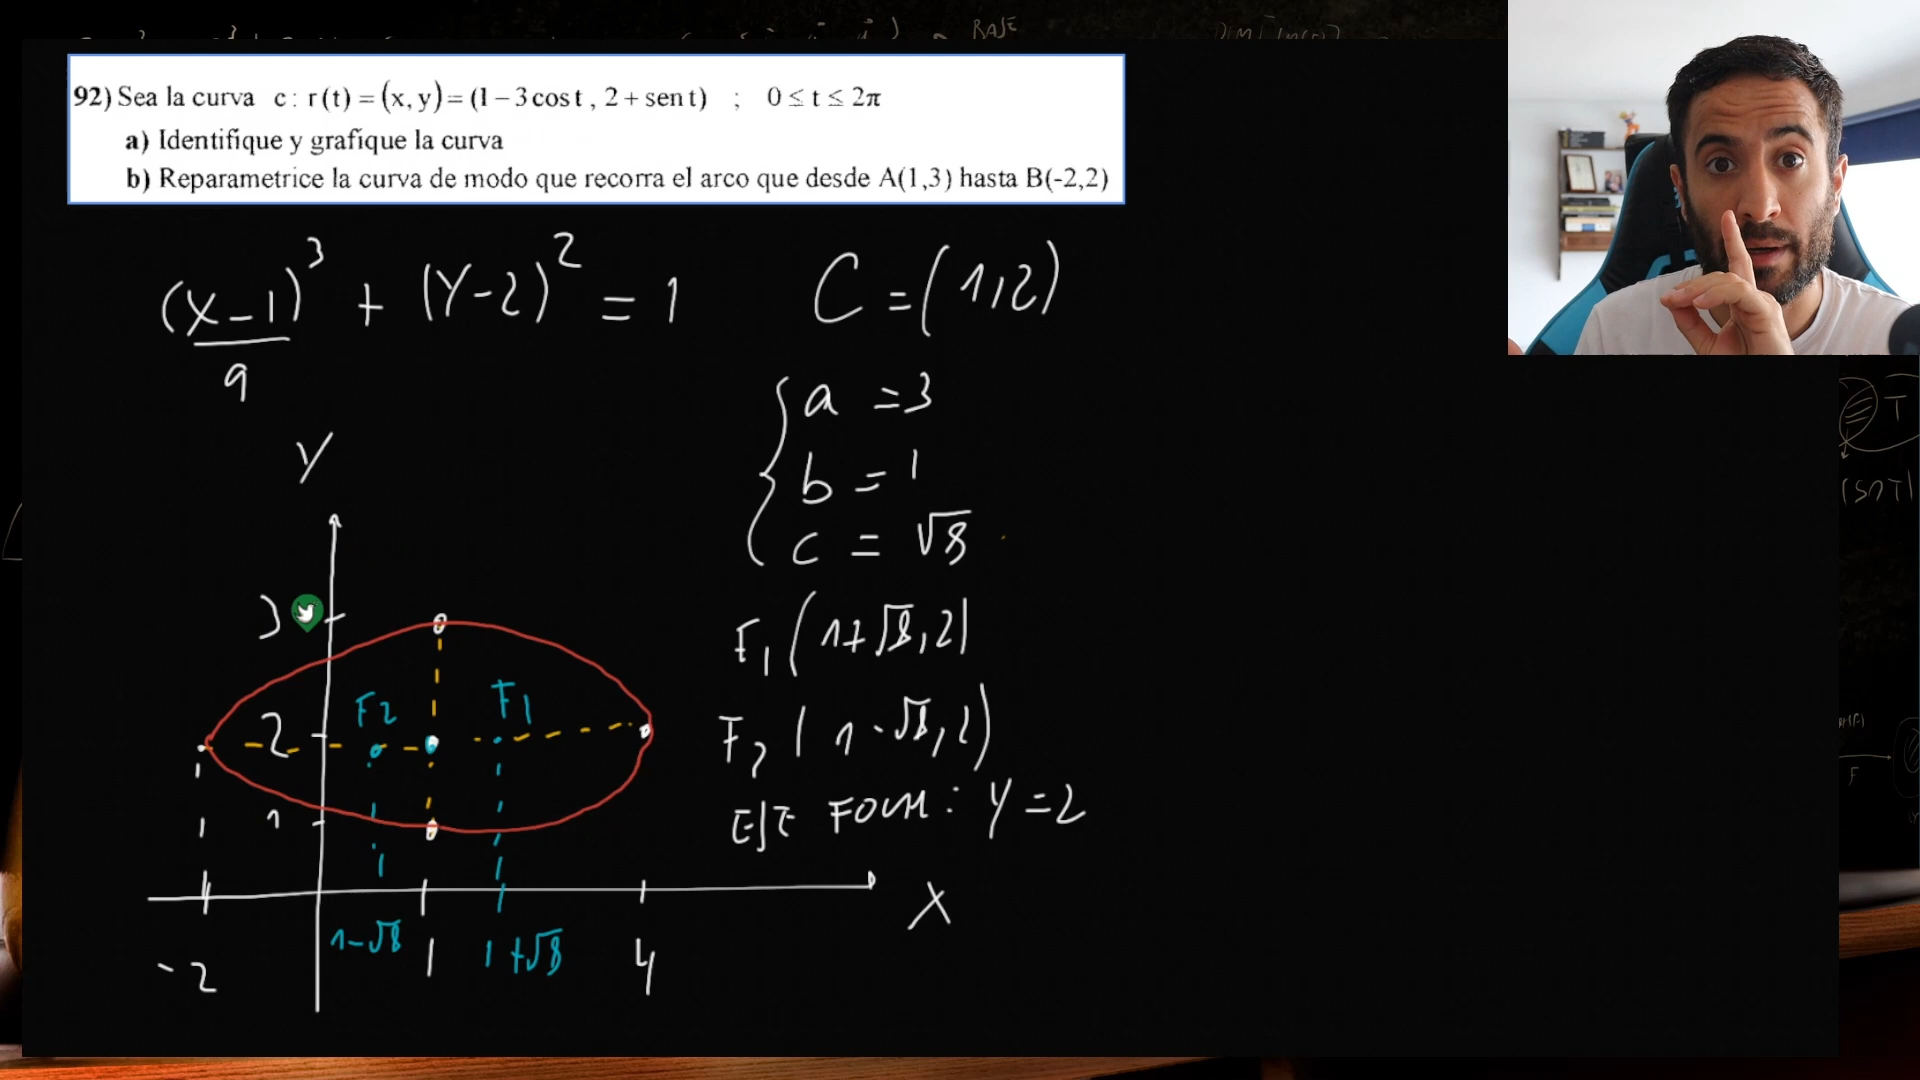 BASE
92) Sea la curva c: r(t) = (x, y) = (1 – 3 cos t , 2 + sen t) ; 0 ≤ t ≤ 2π
a) Identifique y grafique la curva
b) Reparametrice la curva de modo que recorra el arco que desde A(1,3) hasta B(-2,2)
(x-1)³/9 + (y-2)² = 1
C = (1,2)
a = 3
b = 1
c = √8
F1 (1+√8,2)
F2 (1-√8,2)
EJE FOCAL: y = 2
y
3
2
1
F2
F1
x
-2
1-√8
1
1+√8
4
T
F